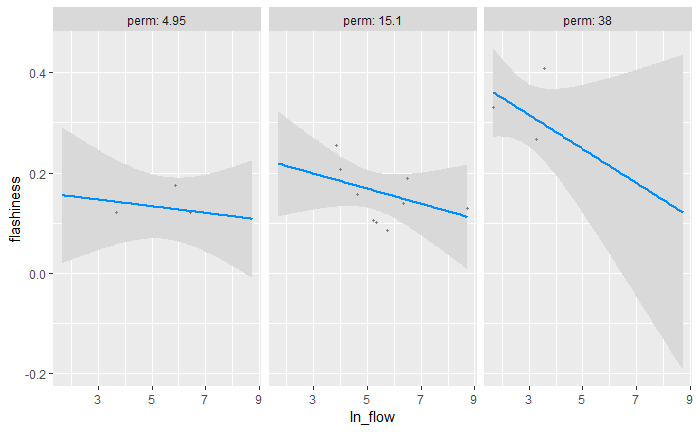 perm: 4.95 perm: 15.1 perm: 38
flashiness
0.4
0.2
0.0
-0.2
3 5 7 9 3 5 7 9 3 5 7 9
ln_flow